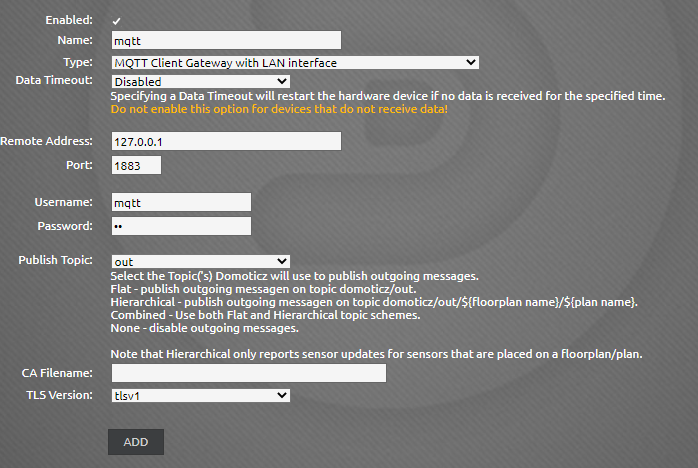 Enabled: ✔
Name: mqtt
Type: MQTT Client Gateway with LAN interface
Data Timeout: Disabled
Specifying a Data Timeout will restart the hardware device if no data is received for the specified time.
Do not enable this option for devices that do not receive data!
Remote Address: 127.0.0.1
Port: 1883
Username: mqtt
Password: ••
Publish Topic: out
Select the Topic('s) Domoticz will use to publish outgoing messages.
Flat - publish outgoing messagen on topic domoticz/out.
Hierarchical - publish outgoing messagen on topic domoticz/out/${floorplan name}/${plan name}.
Combined - Use both Flat and Hierarchical topic schemes.
None - disable outgoing messages.
Note that Hierarchical only reports sensor updates for sensors that are placed on a floorplan/plan.
CA Filename:
TLS Version: tlsv1
ADD